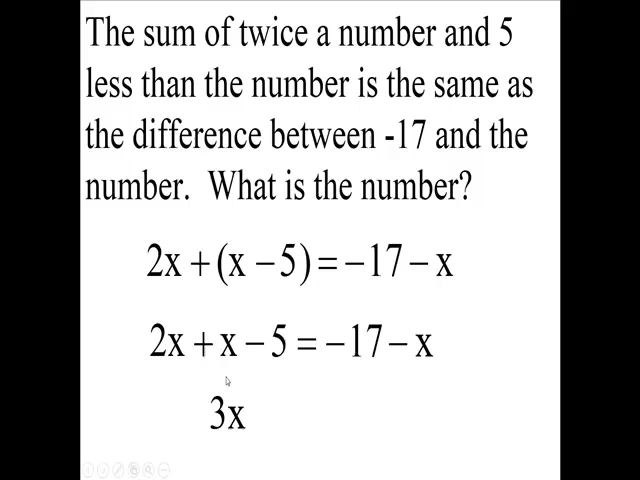 The sum of twice a number and 5
less than the number is the same as
the difference between -17 and the
number. What is the number?
2x + (x − 5) = −17 − x
2x + x − 5 = −17 − x
3x